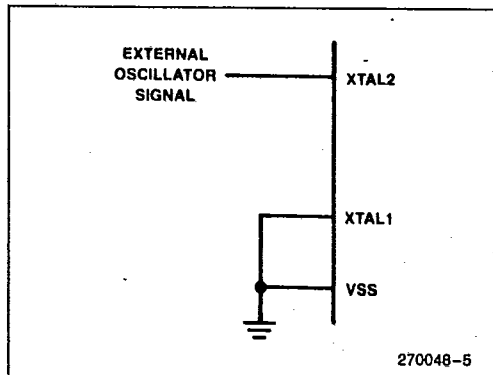 EXTERNAL
OSCILLATOR
SIGNAL
XTAL2
XTAL1
VSS
270048-5